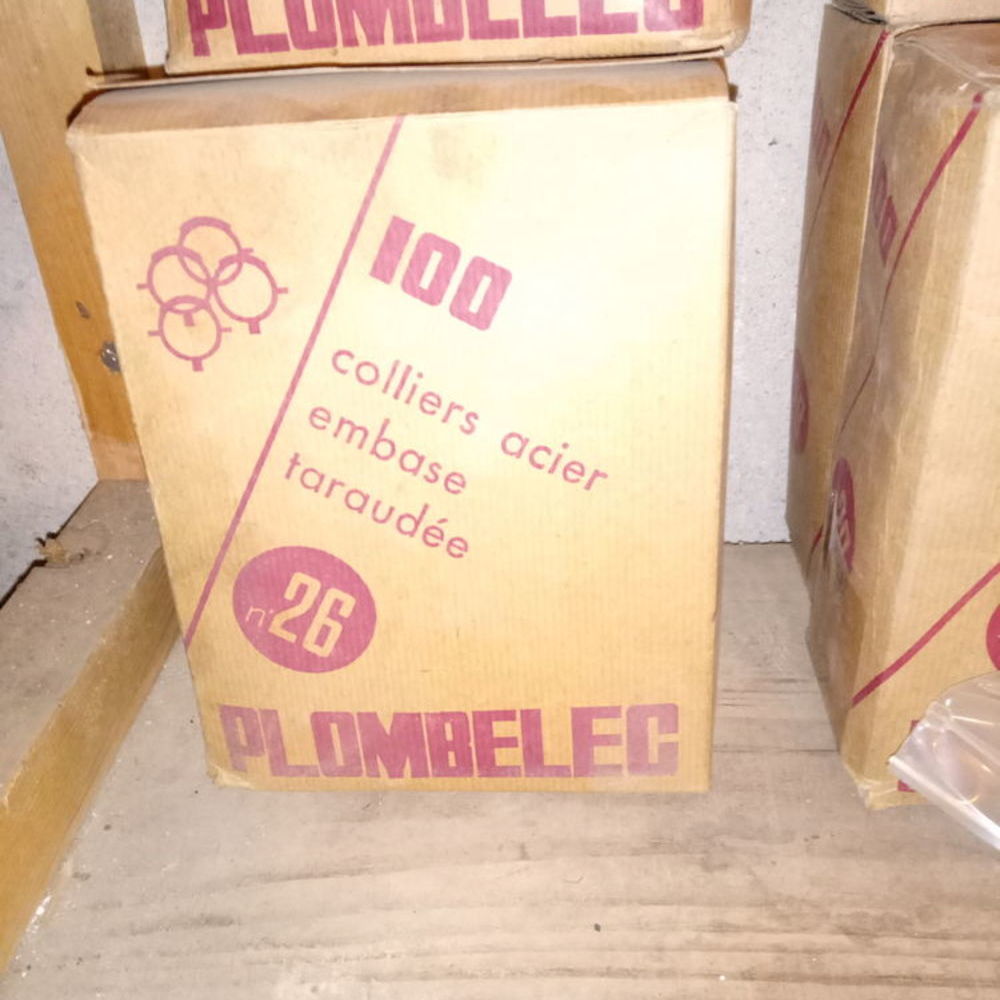 PLOMBELEC
100
colliers acier
embase
taraudée
n° 26
PLOMBELEC